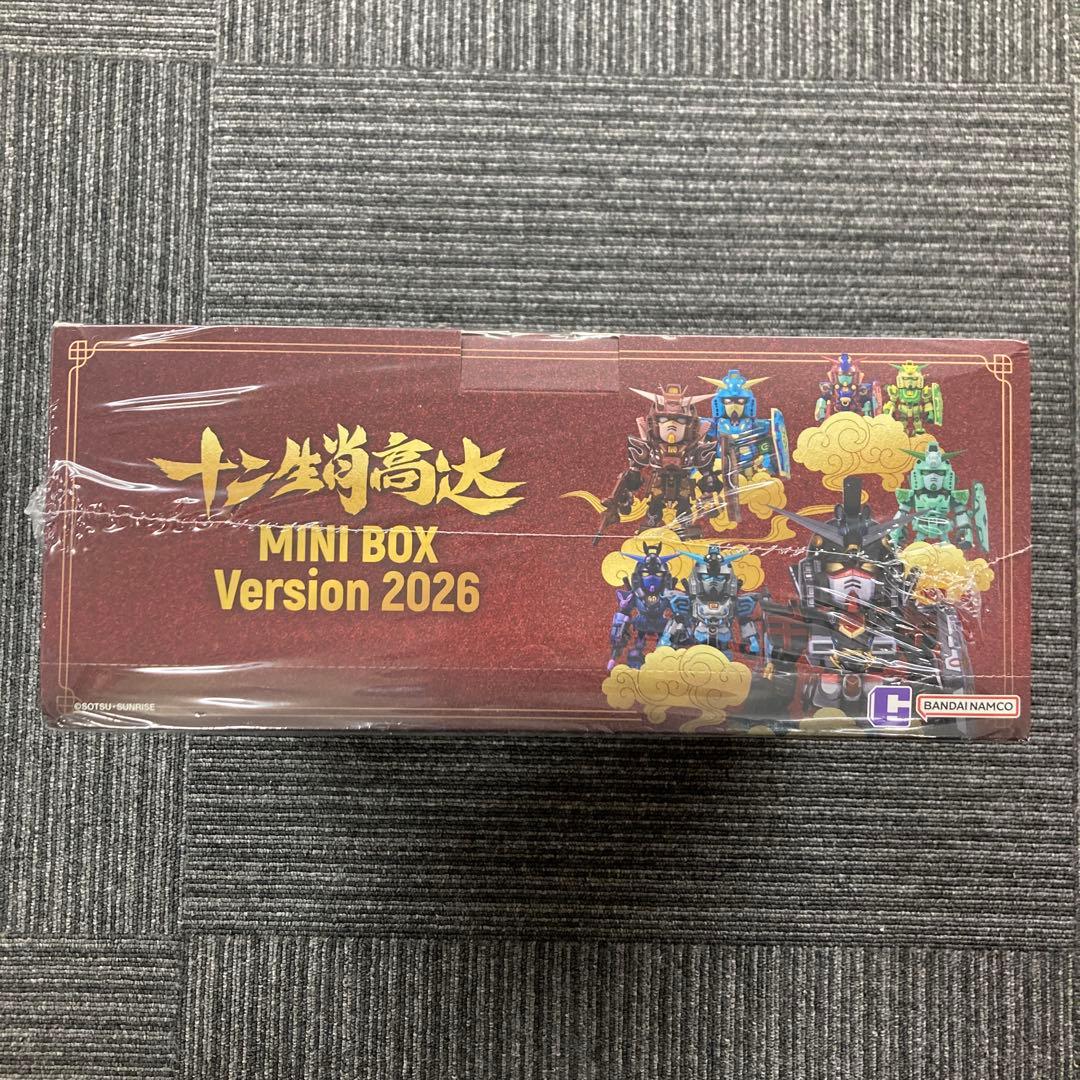 十二生肖高达
MINI BOX
Version 2026
©SOTSU・SUNRISE
C
BANDAI NAMCO